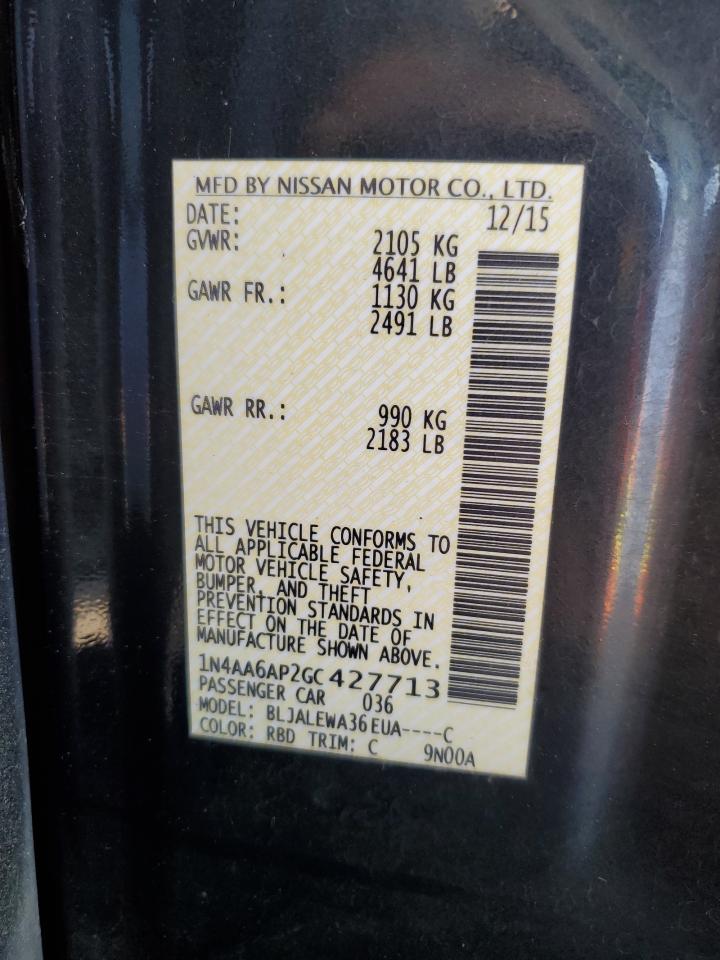 MFD BY NISSAN MOTOR CO., LTD.
DATE: 12/15
GVWR: 2105 KG
4641 LB
GAWR FR.: 1130 KG
2491 LB
GAWR RR.: 990 KG
2183 LB
THIS VEHICLE CONFORMS TO
ALL APPLICABLE FEDERAL
MOTOR VEHICLE SAFETY,
BUMPER, AND THEFT
PREVENTION STANDARDS IN
EFFECT ON THE DATE OF
MANUFACTURE SHOWN ABOVE.
1N4AA6AP2GC 427713
PASSENGER CAR 036
MODEL: BLJALEWA36EUA----C
COLOR: RBD TRIM: C 9N00A